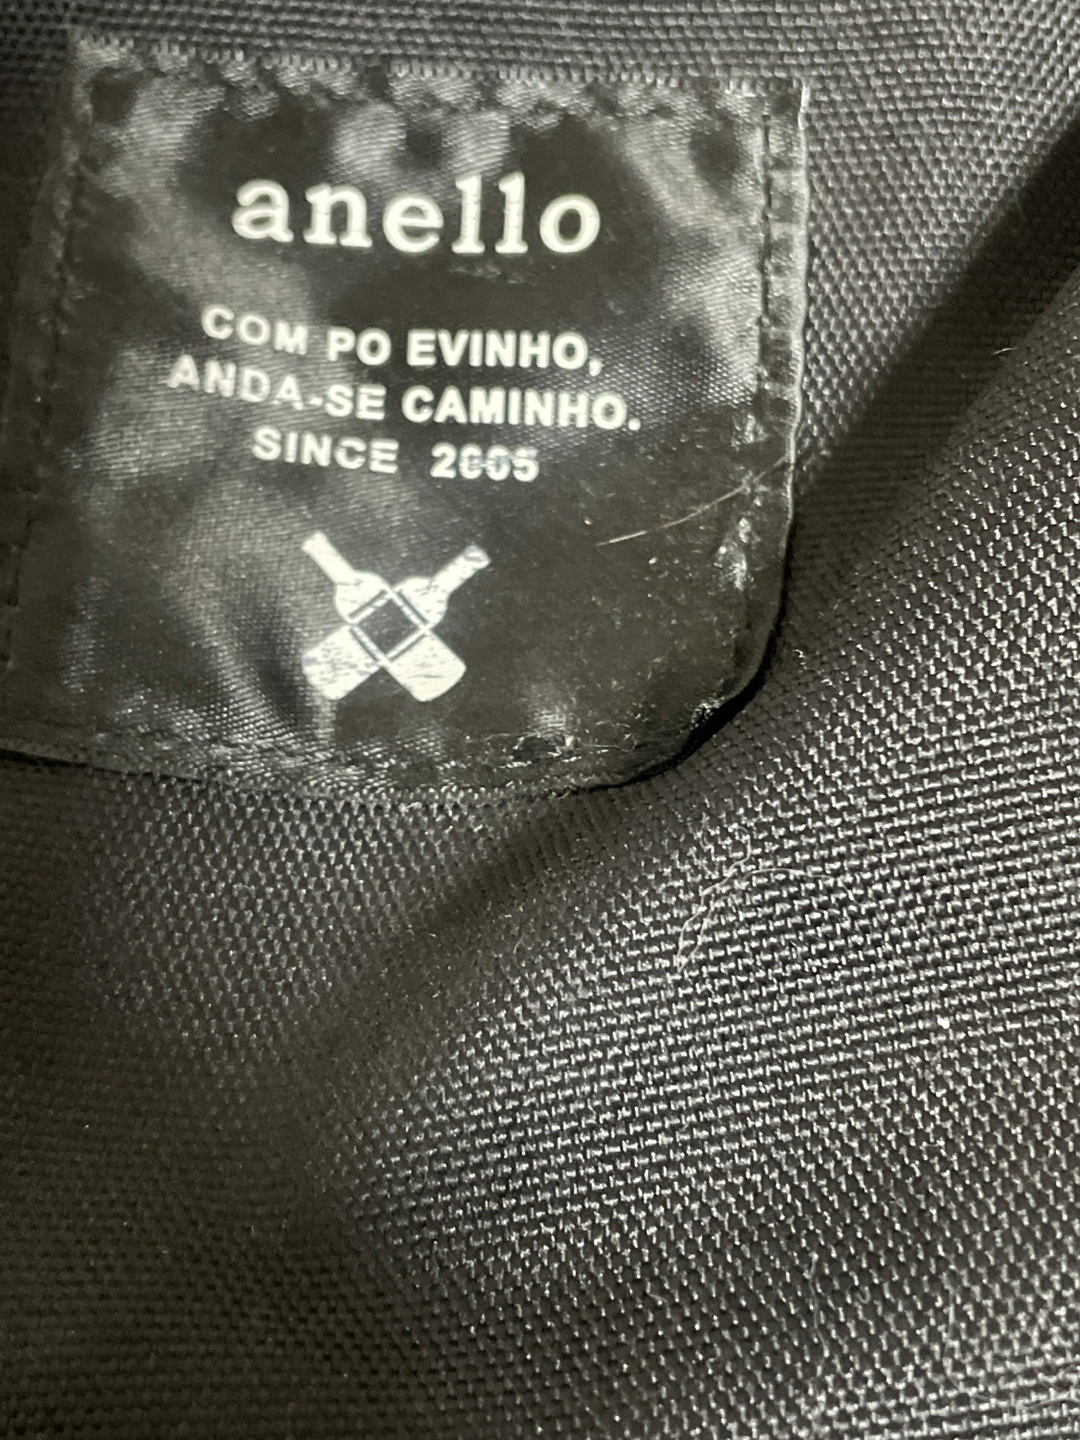 anello
COM PO EVINHO,
ANDA-SE CAMINHO.
SINCE 2005